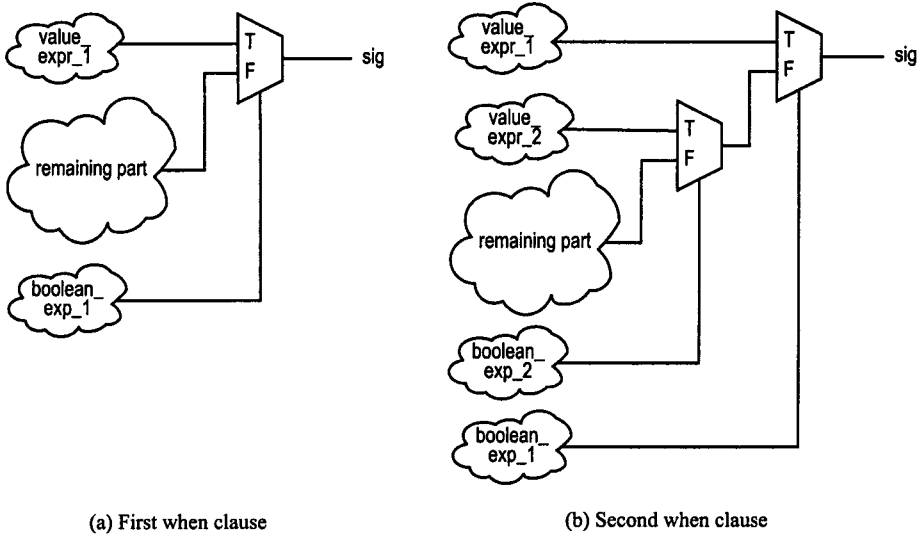 value_
expr_1
T
F
sig
remaining part
boolean_
exp_1
(a) First when clause
value_
expr_1
T
F
sig
value_
expr_2
T
F
remaining part
boolean_
exp_2
boolean_
exp_1
(b) Second when clause